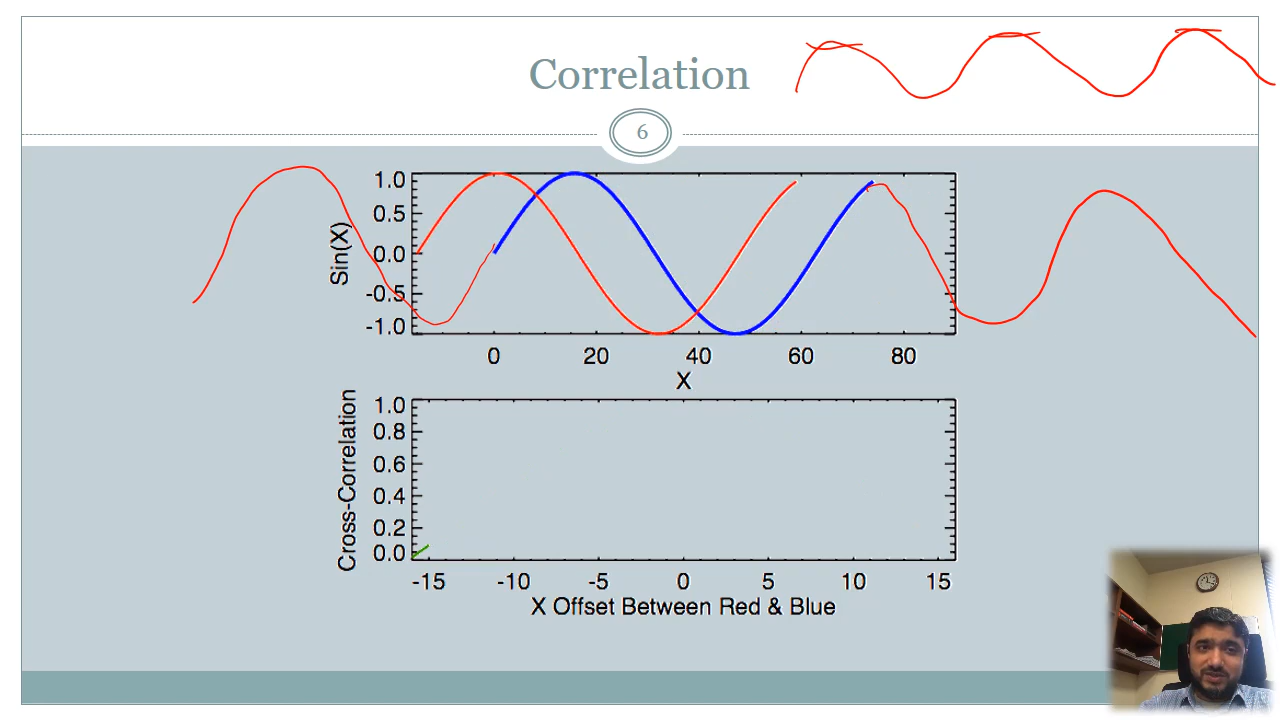 Correlation
6
1.0
0.5
0.0
-0.5
-1.0
Sin(X)
0 20 40 60 80
X
1.0
0.8
0.6
0.4
0.2
0.0
Cross-Correlation
-15 -10 -5 0 5 10 15
X Offset Between Red & Blue